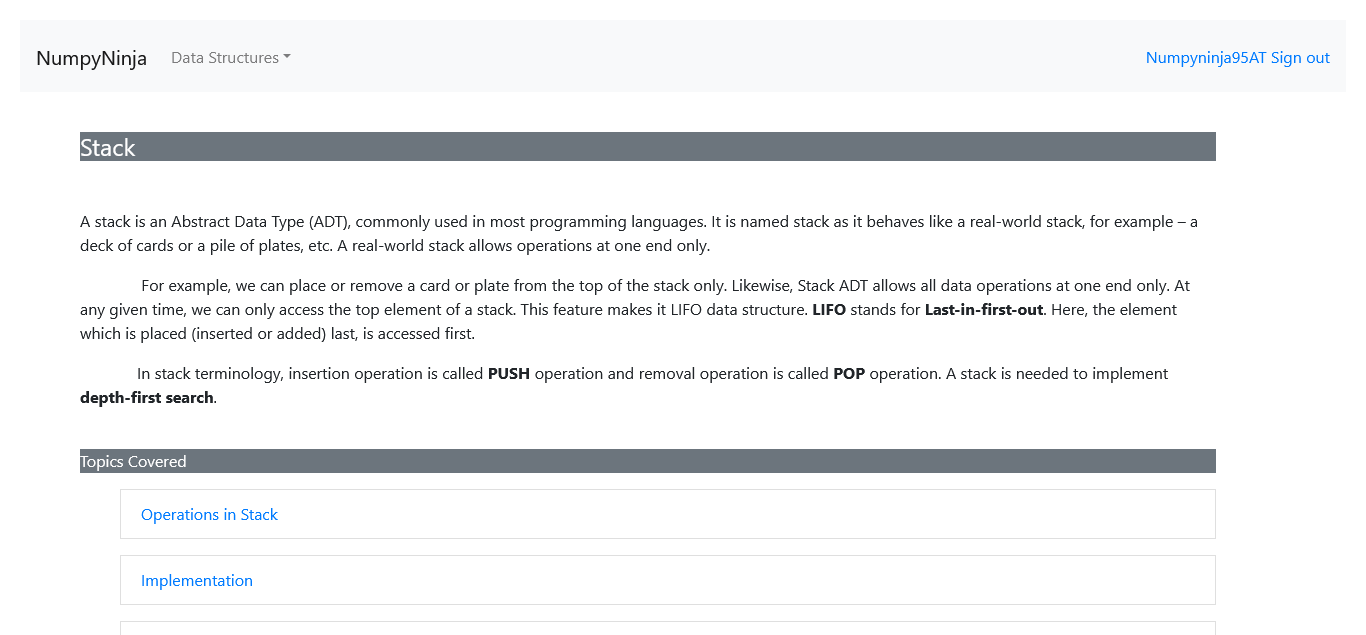 NumpyNinja Data Structures Numpyninja95AT Sign out
Stack
A stack is an Abstract Data Type (ADT), commonly used in most programming languages. It is named stack as it behaves like a real-world stack, for example – a
deck of cards or a pile of plates, etc. A real-world stack allows operations at one end only.
For example, we can place or remove a card or plate from the top of the stack only. Likewise, Stack ADT allows all data operations at one end only. At
any given time, we can only access the top element of a stack. This feature makes it LIFO data structure. LIFO stands for Last-in-first-out. Here, the element
which is placed (inserted or added) last, is accessed first.
In stack terminology, insertion operation is called PUSH operation and removal operation is called POP operation. A stack is needed to implement
depth-first search.
Topics Covered
Operations in Stack
Implementation